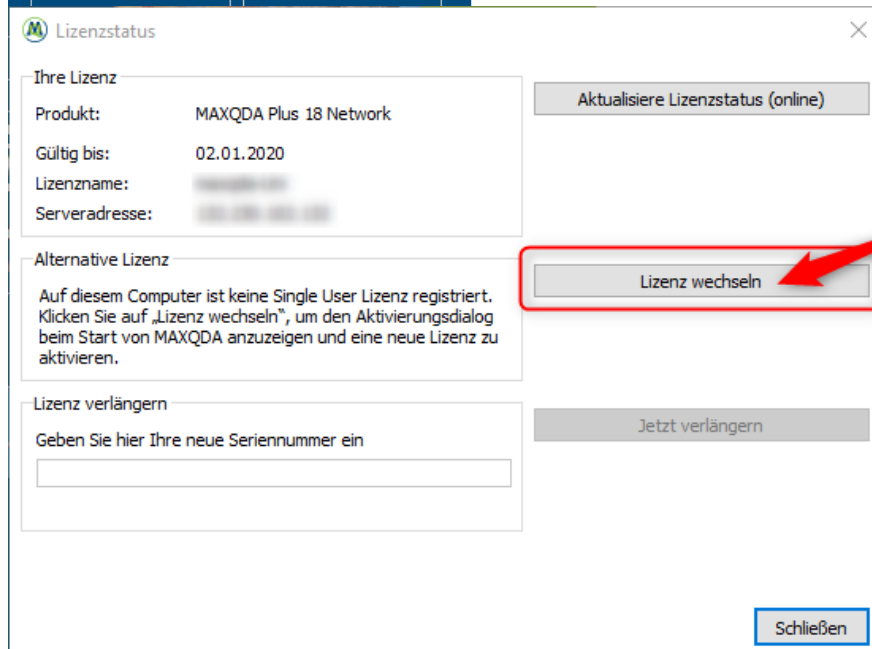 Lizenzstatus
Ihre Lizenz
Produkt: MAXQDA Plus 18 Network
Aktualisiere Lizenzstatus (online)
Gültig bis: 02.01.2020
Lizenzname:
Serveradresse:
Alternative Lizenz
Auf diesem Computer ist keine Single User Lizenz registriert.
Klicken Sie auf „Lizenz wechseln“, um den Aktivierungsdialog
beim Start von MAXQDA anzuzeigen und eine neue Lizenz zu
aktivieren.
Lizenz wechseln
Lizenz verlängern
Geben Sie hier Ihre neue Seriennummer ein
Jetzt verlängern
Schließen